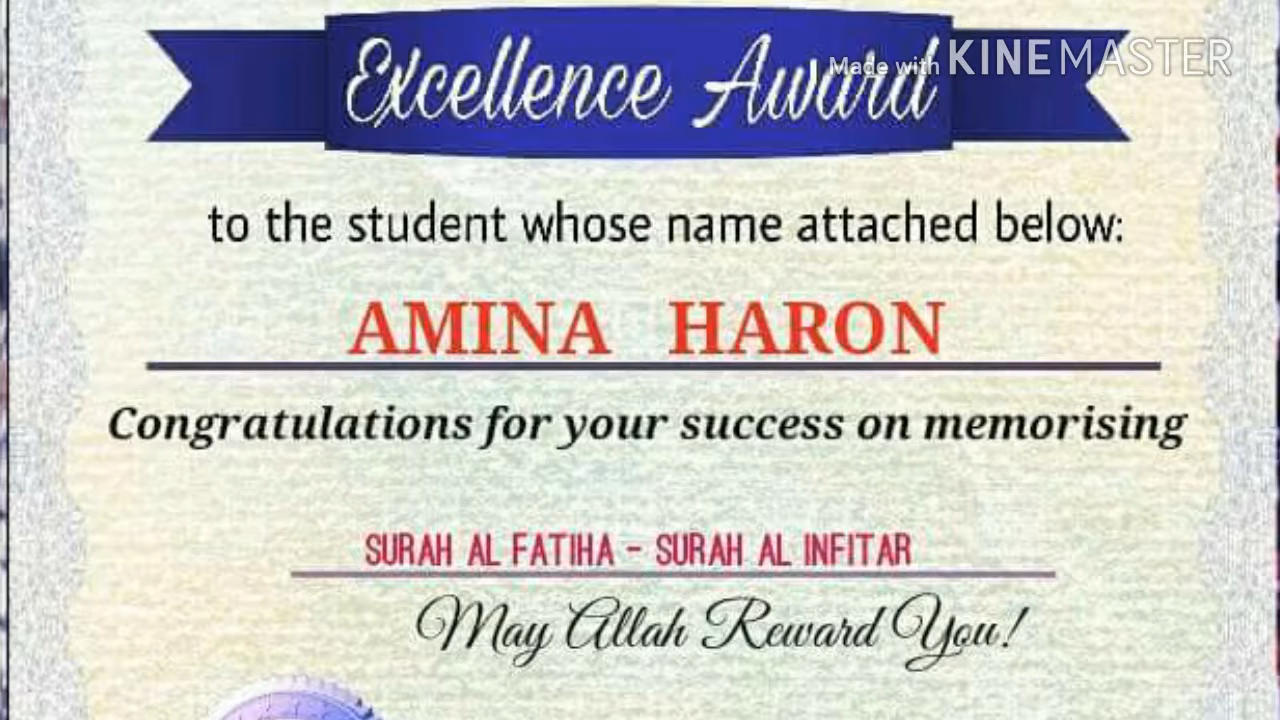 Excellence Award
Made with KINEMASTER
to the student whose name attached below:
AMINA HARON
Congratulations for your success on memorising
SURAH AL FATIHA - SURAH AL INFITAR
May Allah Reward You!